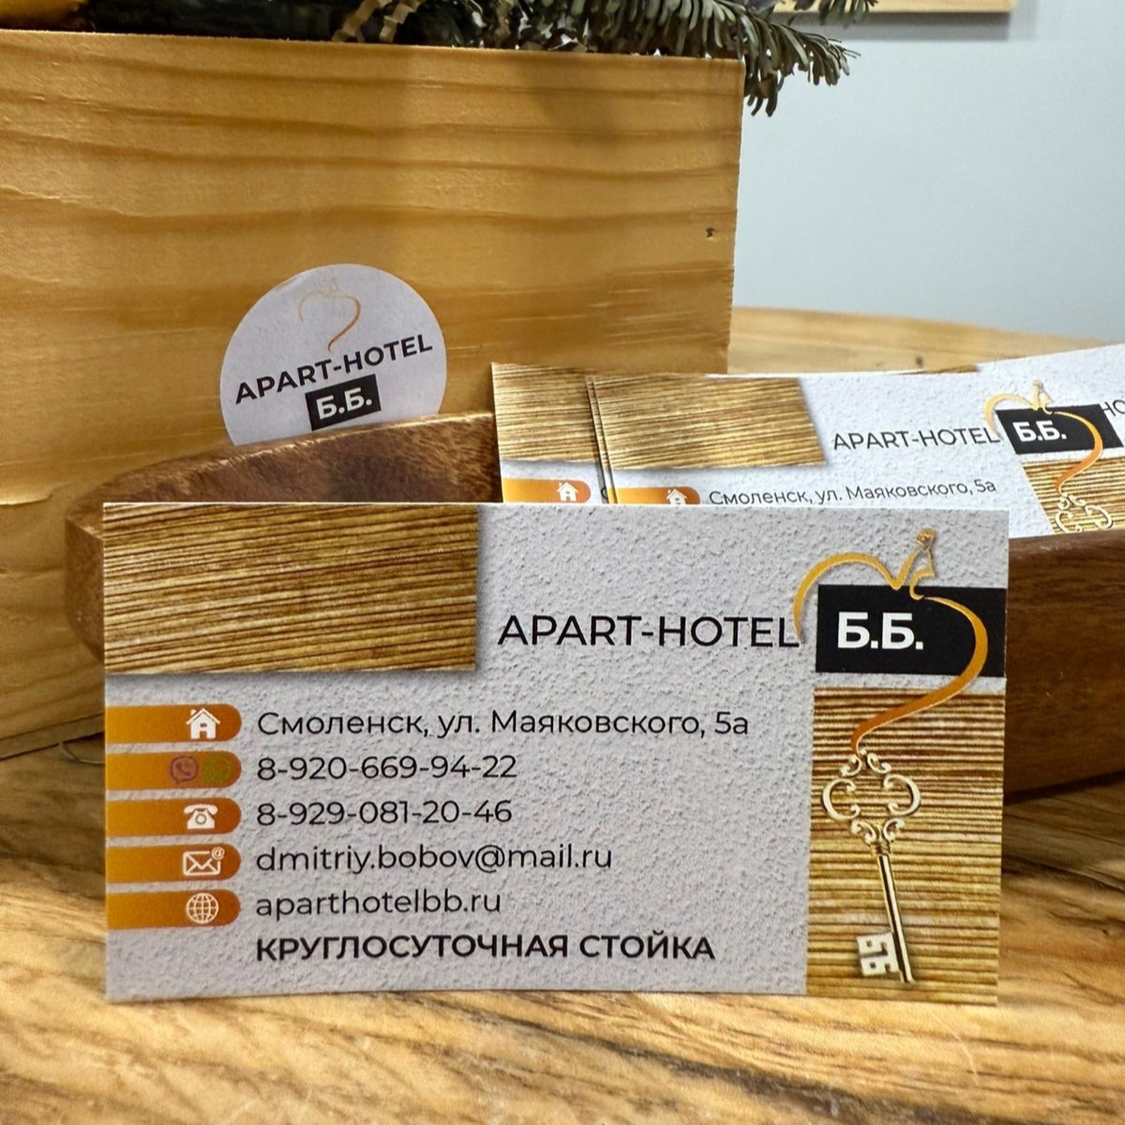 APART-HOTEL
Б.Б.
APART-HOTEL Б.Б.
Смоленск, ул. Маяковского, 5а
APART-HOTEL Б.Б.
Смоленск, ул. Маяковского, 5а
8-920-669-94-22
8-929-081-20-46
dmitriy.bobov@mail.ru
aparthotelbb.ru
КРУГЛОСУТОЧНАЯ СТОЙКА